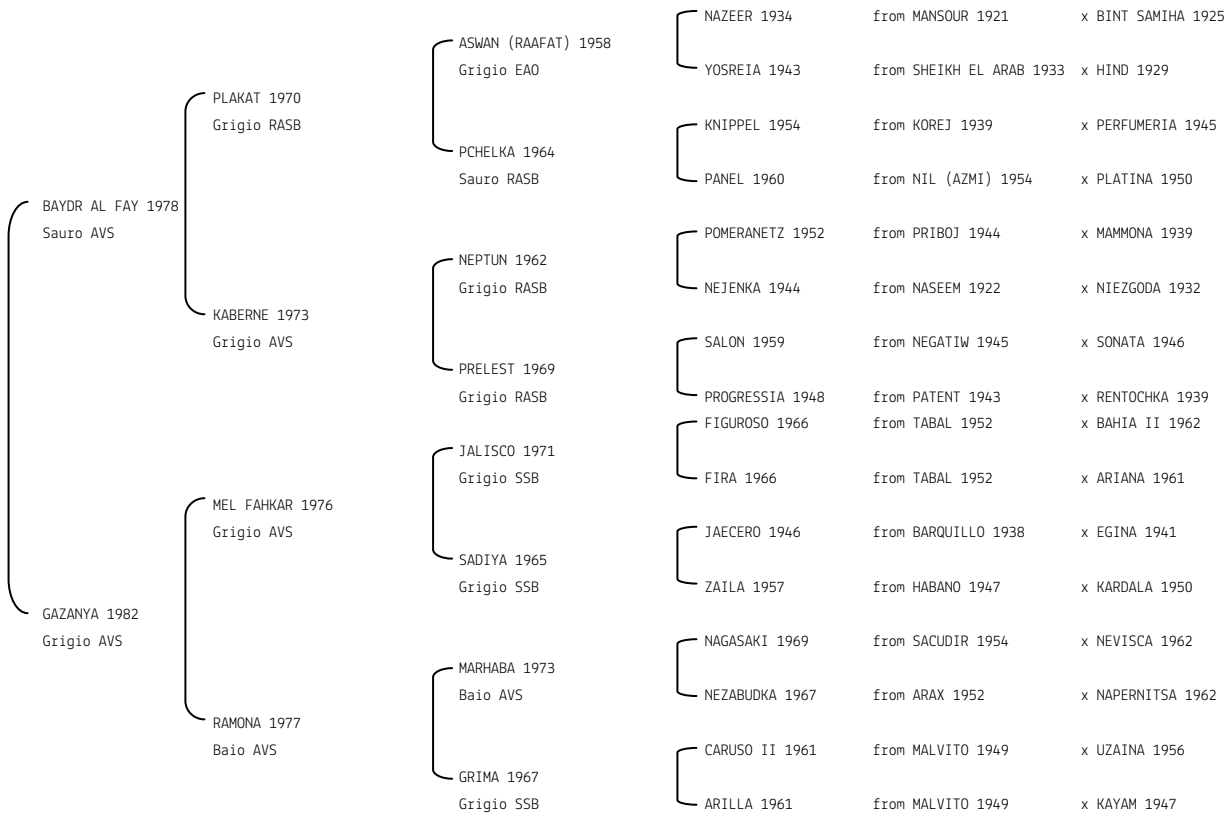 NAZEER 1934 from MANSOUR 1921 x BINT SAMIHA 1925
ASWAN (RAAFAT) 1958
Grigio EAO YOSREIA 1943 from SHEIKH EL ARAB 1933 x HIND 1929
PLAKAT 1970
Grigio RASB KNIPPEL 1954 from KOREJ 1939 x PERFUMERIA 1945
PCHELKA 1964
Sauro RASB PANEL 1960 from NIL (AZMI) 1954 x PLATINA 1950
BAYDR AL FAY 1978
Sauro AVS POMERANETZ 1952 from PRIBOJ 1944 x MAMMONA 1939
NEPTUN 1962
Grigio RASB NEJENKA 1944 from NASEEM 1922 x NIEZGODA 1932
KABERNE 1973
Grigio AVS SALON 1959 from NEGATIW 1945 x SONATA 1946
PRELEST 1969
Grigio RASB PROGRESSIA 1948 from PATENT 1943 x RENTOCHKA 1939
FIGUROSO 1966 from TABAL 1952 x BAHIA II 1962
JALISCO 1971
Grigio SSB FIRA 1966 from TABAL 1952 x ARIANA 1961
MEL FAHKAR 1976
Grigio AVS JAECERO 1946 from BARQUILLO 1938 x EGINA 1941
SADIYA 1965
Grigio SSB ZAILA 1957 from HABANO 1947 x KARDALA 1950
GAZANYA 1982
Grigio AVS NAGASAKI 1969 from SACUDIR 1954 x NEVISCA 1962
MARHABA 1973
Baio AVS NEZABUDKA 1967 from ARAX 1952 x NAPERNITSA 1962
RAMONA 1977
Baio AVS CARUSO II 1961 from MALVITO 1949 x UZAINA 1956
GRIMA 1967
Grigio SSB ARILLA 1961 from MALVITO 1949 x KAYAM 1947